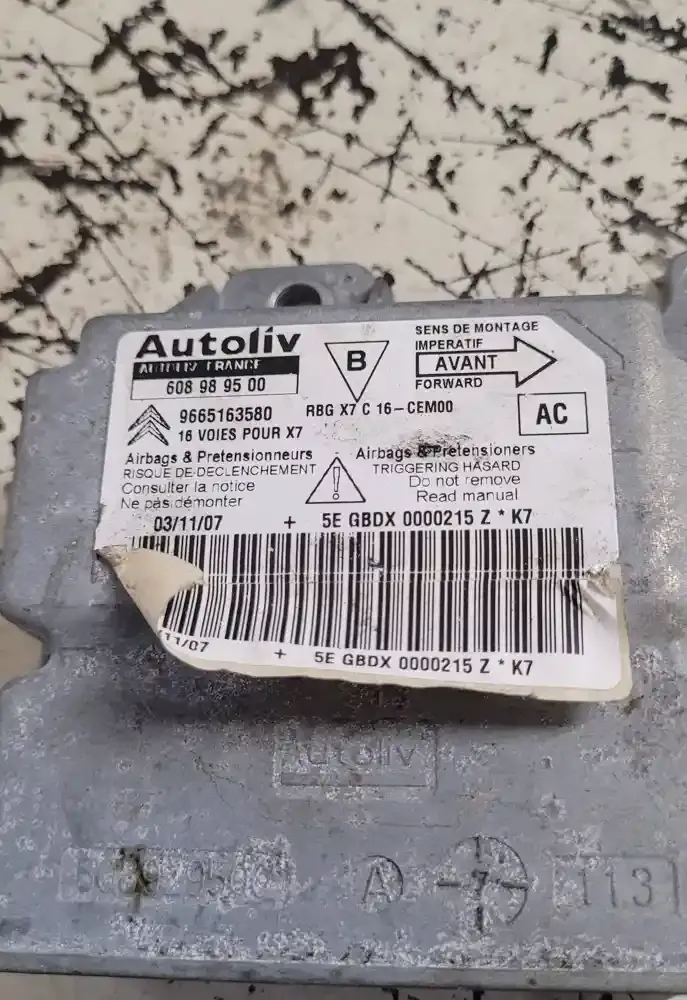 Autoliv
AUTOLIV FRANCE
608 98 95 00
B
SENS DE MONTAGE
IMPERATIF
AVANT
FORWARD
9665163580
RBG X7 C 16-CEM00
AC
16 VOIES POUR X7
Airbags & Pretensionneurs
RISQUE DE DECLENCHEMENT
Consulter la notice
Ne pas démonter
!
Airbags & Pretensioners
TRIGGERING HASARD
Do not remove
Read manual
03/11/07 + 5E GBDX 0000215 Z * K7
11/07 + 5E GBDX 0000215 Z * K7
Autoliv
A
7
113